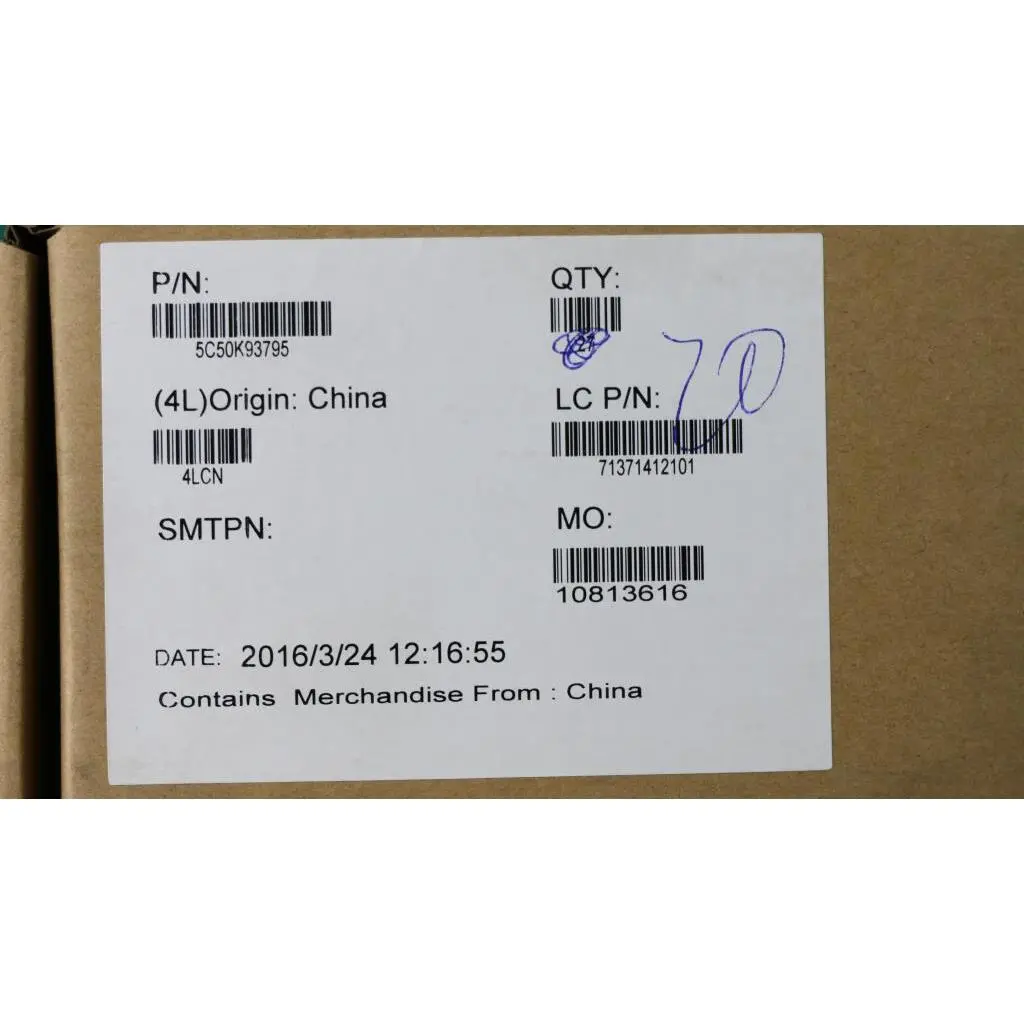 P/N:
5C50K93795
(4L)Origin: China
4LCN
SMTPN:
QTY:
LC P/N:
71371412101
MO:
10813616
DATE: 2016/3/24 12:16:55
Contains Merchandise From : China